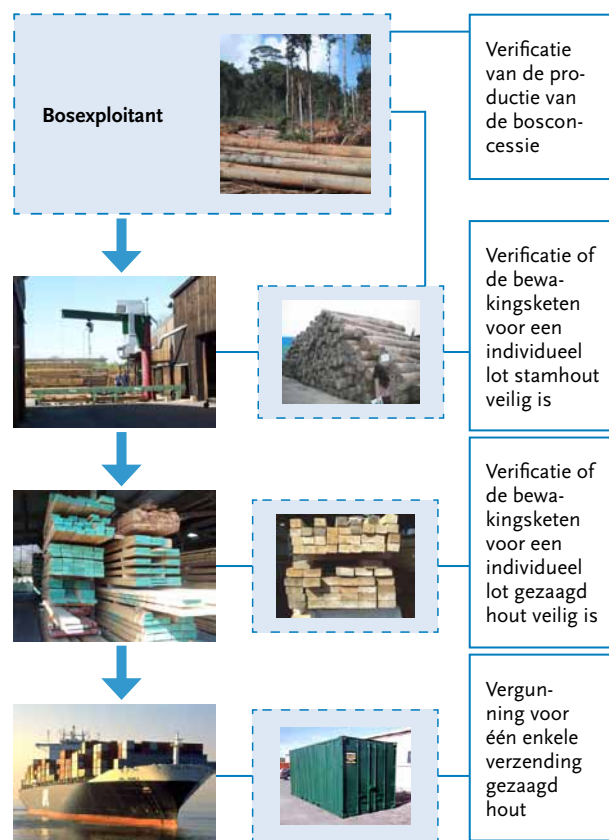 Bosexploitant
Verificatie
van de pro-
ductie van
de boscon-
cessie
Verificatie of
de bewa-
kingsketen
voor een
individueel
lot stamhout
veilig is
Verificatie of
de bewa-
kingsketen
voor een
individueel
lot gezaagd
hout veilig is
Vergun-
ning voor
één enkele
verzending
gezaagd
hout